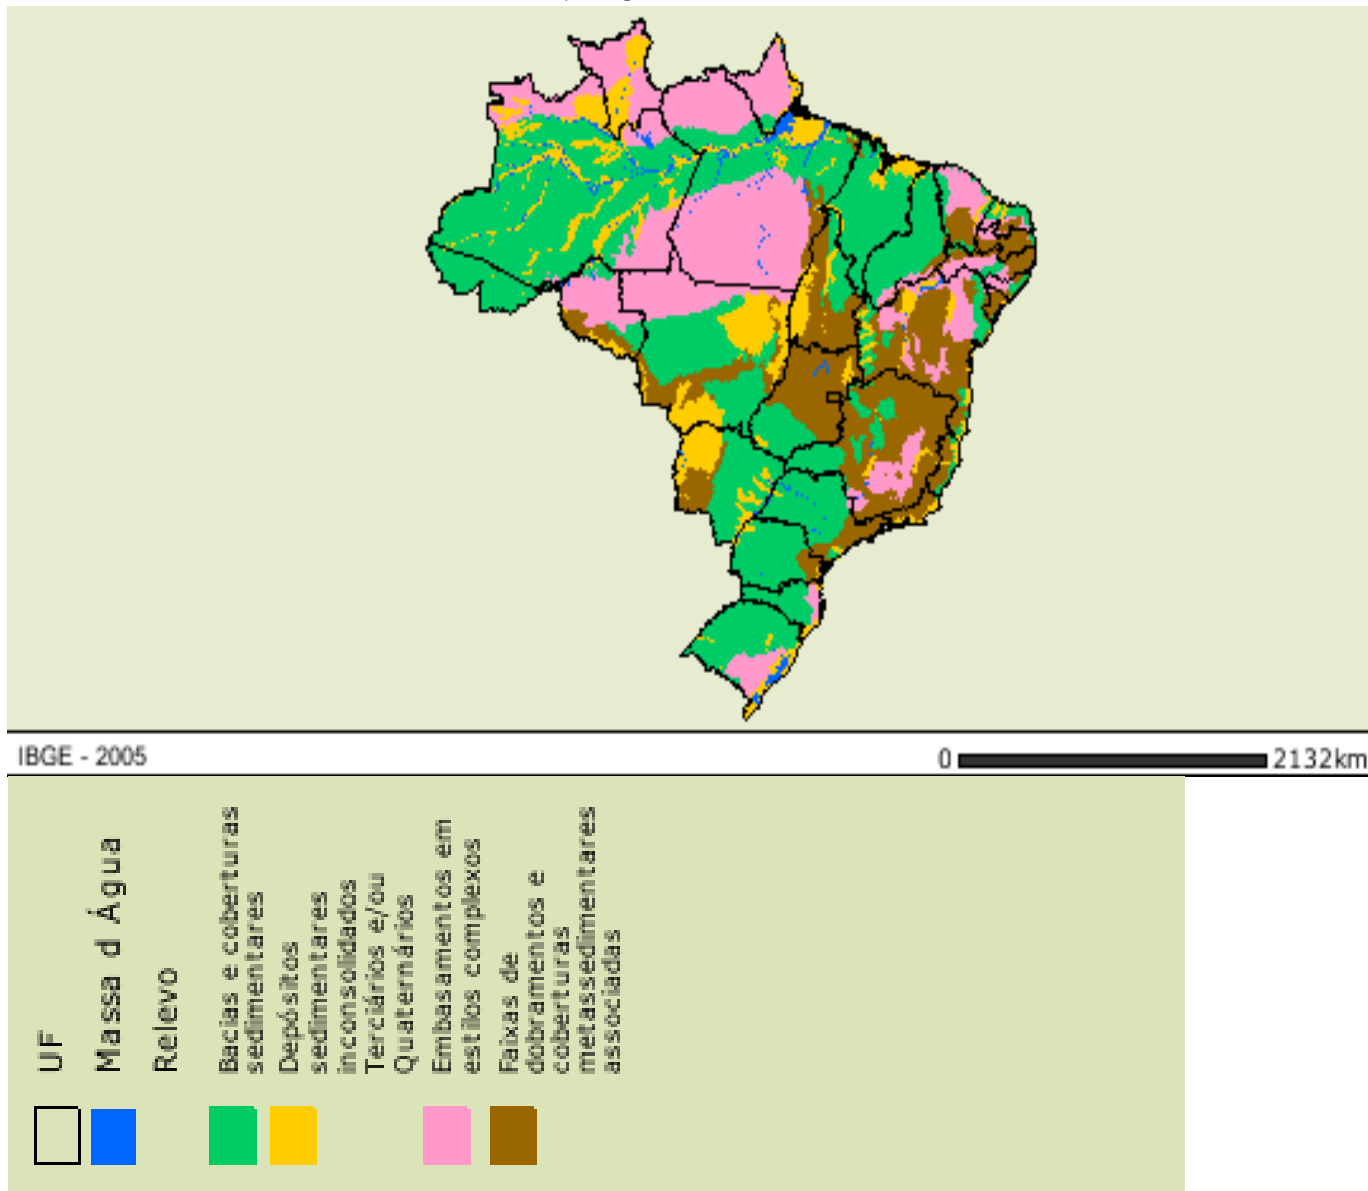 IBGE - 2005
0
2132km
UF
Massa d Água
Relevo
Bacias e coberturas
sedimentares
Depósitos
sedimentares
inconsolidados
Terciários e/ou
Quaternários
Embasamentos em
estilos complexos
Faixas de
dobramentos e
coberturas
metassedimentares
associadas